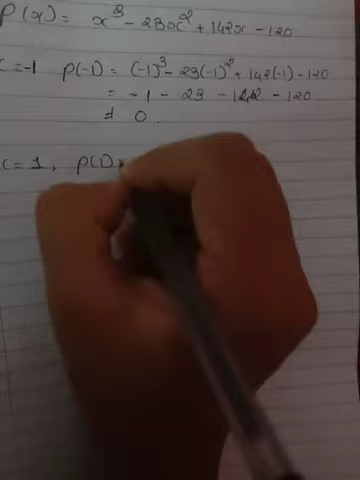 P(x) = x³ - 23x² + 142x - 120
x = -1 P(-1) = (-1)³ - 23(-1)² + 142(-1) - 120
= -1 - 23 - 142 - 120
≠ 0
x = 1, P(1)